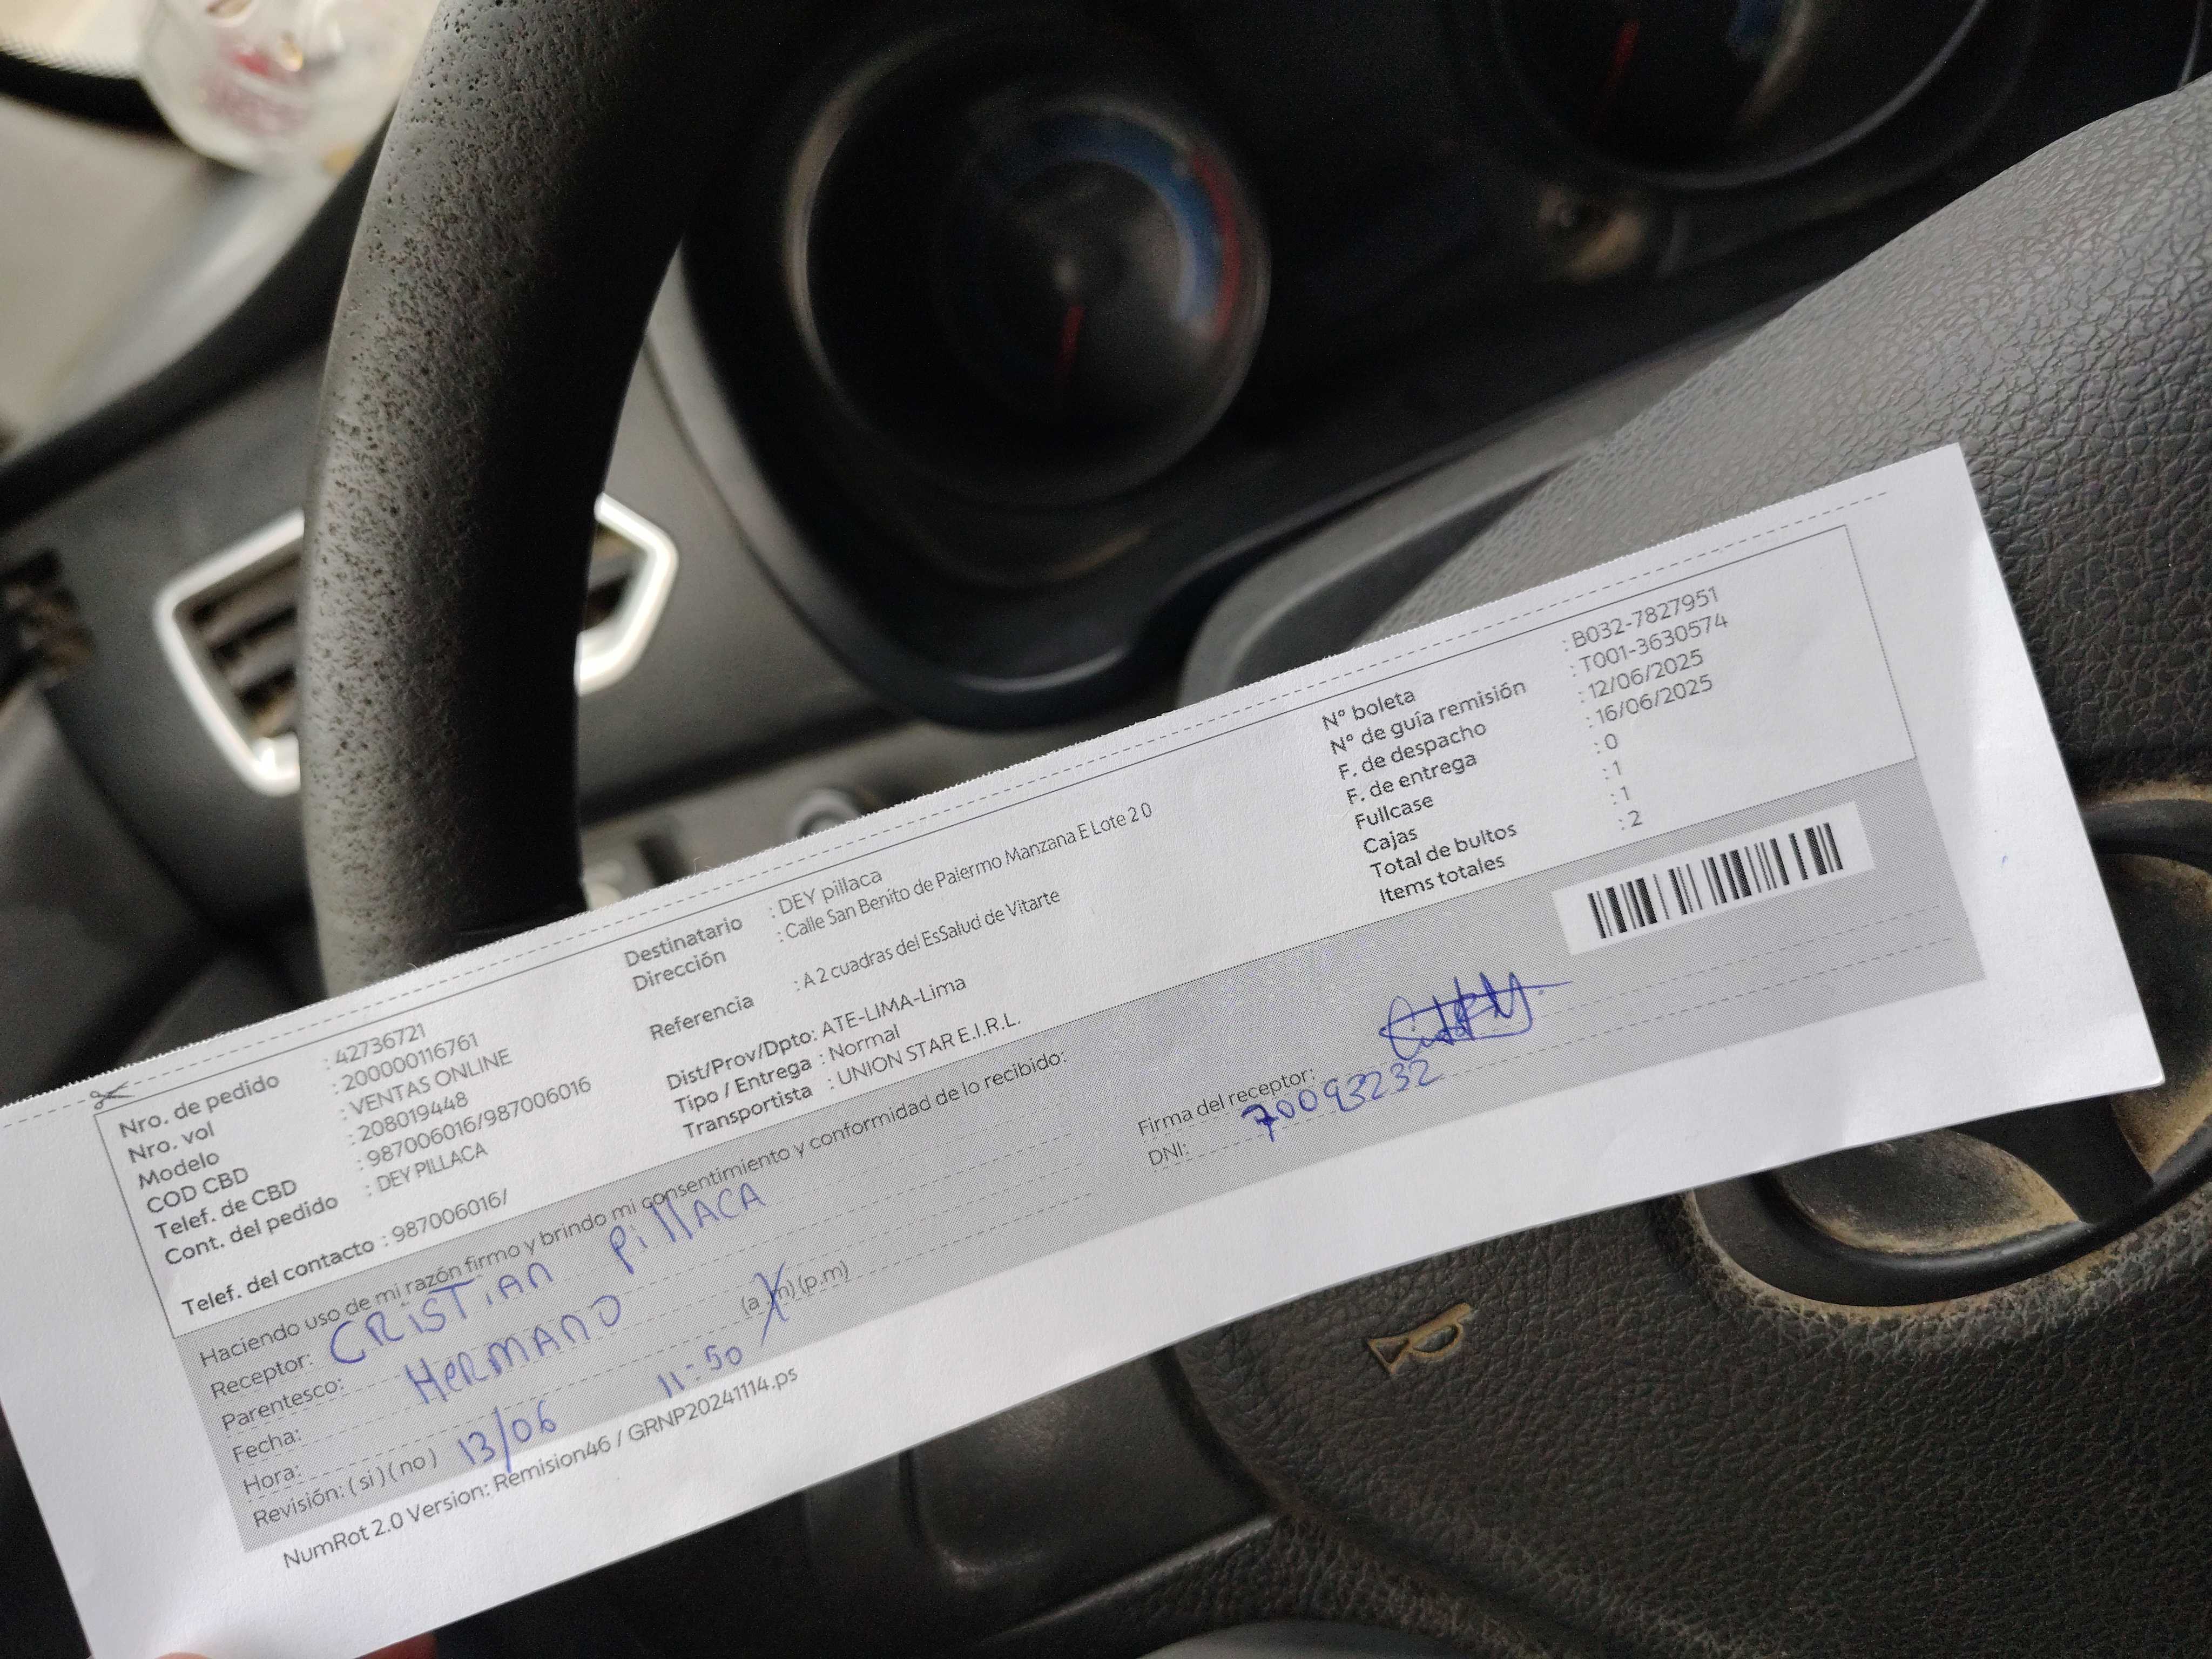 Nro. de pedido : 42736721
Nro. vol : 200000116761
Modelo : VENTAS ONLINE
COD CBD : 208019448
Telef. de CBD : 987006016/987006016
Cont. del pedido : DEY PILLACA
Telef. del contacto : 987006016/
Destinatario : DEY pillaca
Dirección : Calle San Benito de Palermo Manzana E Lote 2 0
Referencia : A 2 cuadras del EsSalud de Vitarte
Dist/Prov/Dpto: ATE-LIMA-Lima
Tipo / Entrega : Normal
Transportista : UNION STAR E.I.R.L.
N° boleta : B032-7827951
N° de guía remisión : T001-3630574
F. de despacho : 12/06/2025
F. de entrega : 16/06/2025
Fullcase : 0
Cajas : 1
Total de bultos : 1
Items totales : 2
Haciendo uso de mi razón firmo y brindo mi consentimiento y conformidad de lo recibido:
Receptor: CRISTIAN PillACA
Parentesco: HERMANO
Fecha: 13/06
Hora: 11:50 (a.m) (p.m)
Revisión: ( si ) ( no )
Firma del receptor:
DNI: 70093232
NumRot 2.0 Version: Remision46 / GRNP20241114.ps